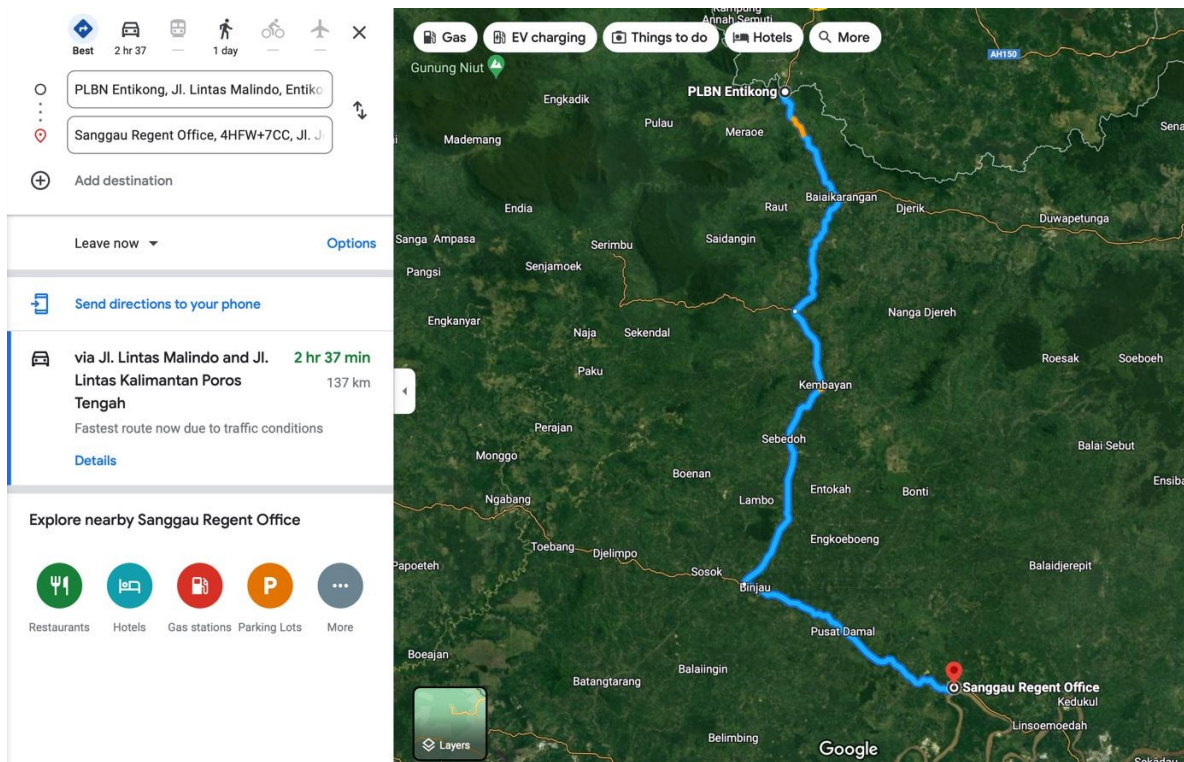 Best
2 hr 37
—
1 day
—
—
PLBN Entikong, Jl. Lintas Malindo, Entiko
Sanggau Regent Office, 4HFW+7CC, Jl. J
Add destination
Leave now
Options
Send directions to your phone
via Jl. Lintas Malindo and Jl.
Lintas Kalimantan Poros
Tengah
2 hr 37 min
137 km
Fastest route now due to traffic conditions
Details
Explore nearby Sanggau Regent Office
Restaurants
Hotels
Gas stations
P
Parking Lots
More
Gas
EV charging
Things to do
Hotels
More
Kampung
Annah Semuti
AH150
Gunung Niut
PLBN Entikong
Engkadik
Pulau
Meraoe
Mademang
Sena
Endia
Raut
Baiaikarangan
Djerik
Duwapetunga
Sanga
Ampasa
Serimbu
Saidangin
Pangsi
Senjamoek
Engkanyar
Naja
Sekendal
Nanga Djereh
Paku
Roesak
Soeboeh
Kembayan
Perajan
Sebedoh
Monggo
Balai Sebut
Boenan
Ensiba
Ngabang
Lambo
Entokah
Bonti
Toebang
Djelimpo
Engkoeboeng
Papoeteh
Sosok
Balaidjerepit
Binjau
Pusat Damal
Boeajan
Balaiingin
Batangtarang
Sanggau Regent Office
Kedukul
Linsoemoedah
Belimbing
Layers
Google
Sekadau